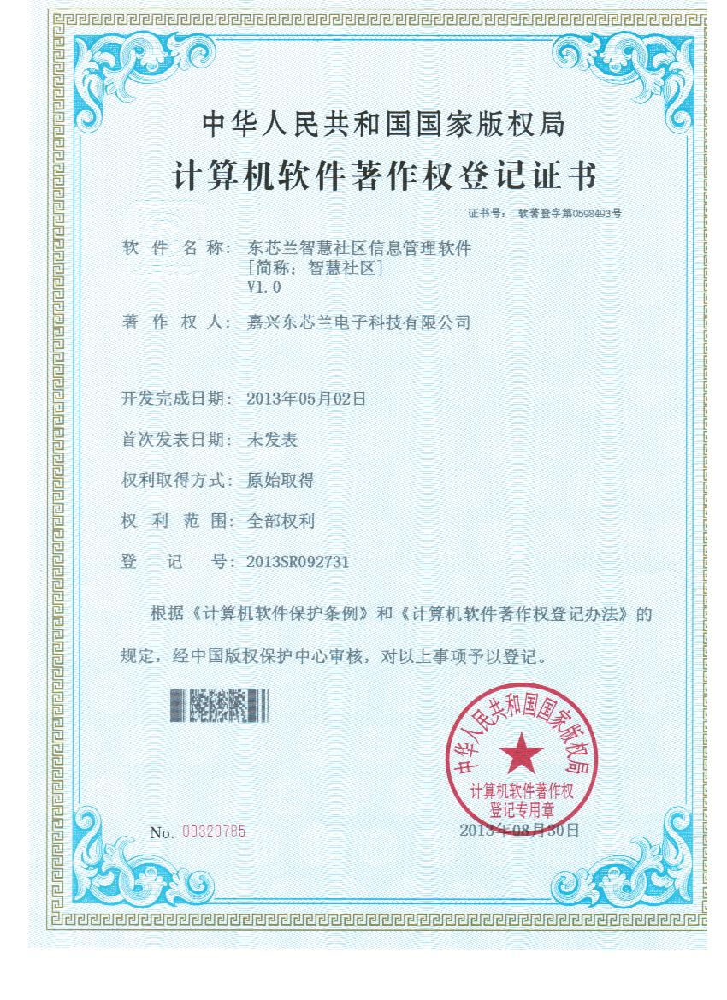 中华人民共和国国家版权局
计算机软件著作权登记证书
证书号： 软著登字第0598493号
软件名称： 东芯兰智慧社区信息管理软件
[简称：智慧社区]
V1.0
著作权人： 嘉兴东芯兰电子科技有限公司
开发完成日期： 2013年05月02日
首次发表日期： 未发表
权利取得方式： 原始取得
权利范围： 全部权利
登记号： 2013SR092731
根据《计算机软件保护条例》和《计算机软件著作权登记办法》的
规定，经中国版权保护中心审核，对以上事项予以登记。
中华人民共和国国家版权局
计算机软件著作权
登记专用章
No. 00320785
2013年08月30日